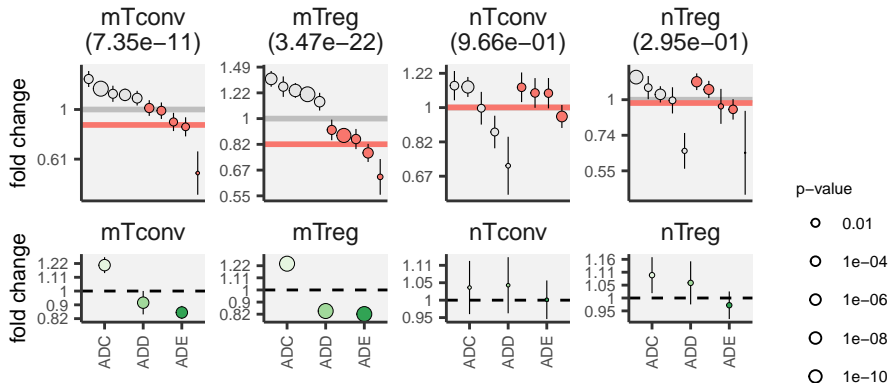 mTconv
(7.35e−11)
mTreg
(3.47e−22)
nTconv
(9.66e−01)
nTreg
(2.95e−01)
fold change
1
0.61
1.49
1.22
1
0.82
0.67
0.55
1.22
1
0.82
0.67
1
0.74
0.55
mTconv
mTreg
nTconv
nTreg
fold change
1.22
1.11
1
0.9
0.82
1.22
1.11
1
0.9
0.82
1.11
1.05
1
0.95
1.16
1.11
1.05
1
0.95
ADC
ADD
ADE
ADC
ADD
ADE
ADC
ADD
ADE
ADC
ADD
ADE
p−value
0.01
1e−04
1e−06
1e−08
1e−10